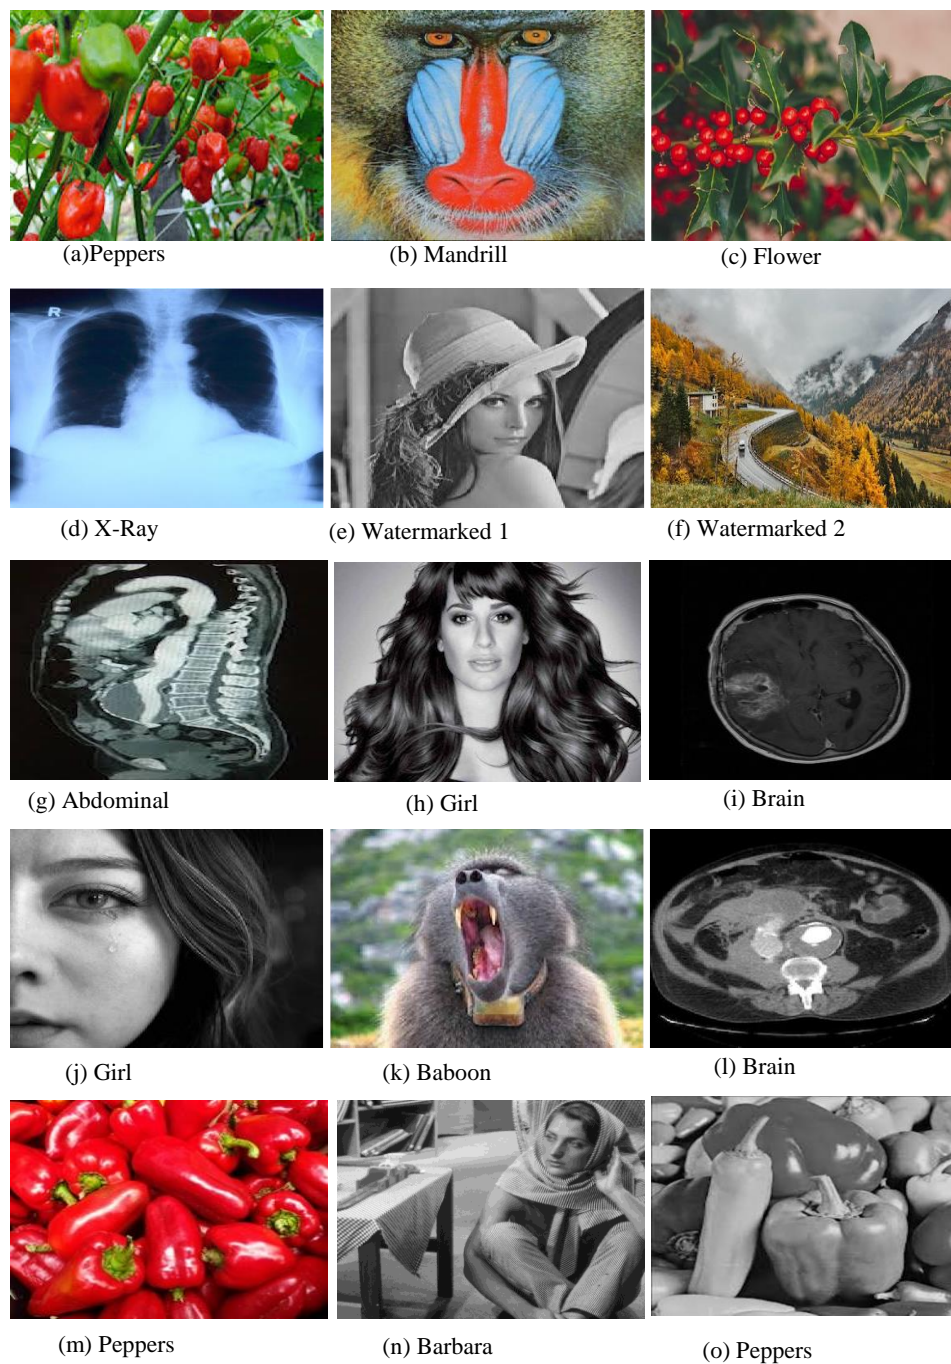 (a)Peppers
(b) Mandrill
(c) Flower
R
(d) X-Ray
(e) Watermarked 1
(f) Watermarked 2
(g) Abdominal
(h) Girl
(i) Brain
(j) Girl
(k) Baboon
(l) Brain
(m) Peppers
(n) Barbara
(o) Peppers